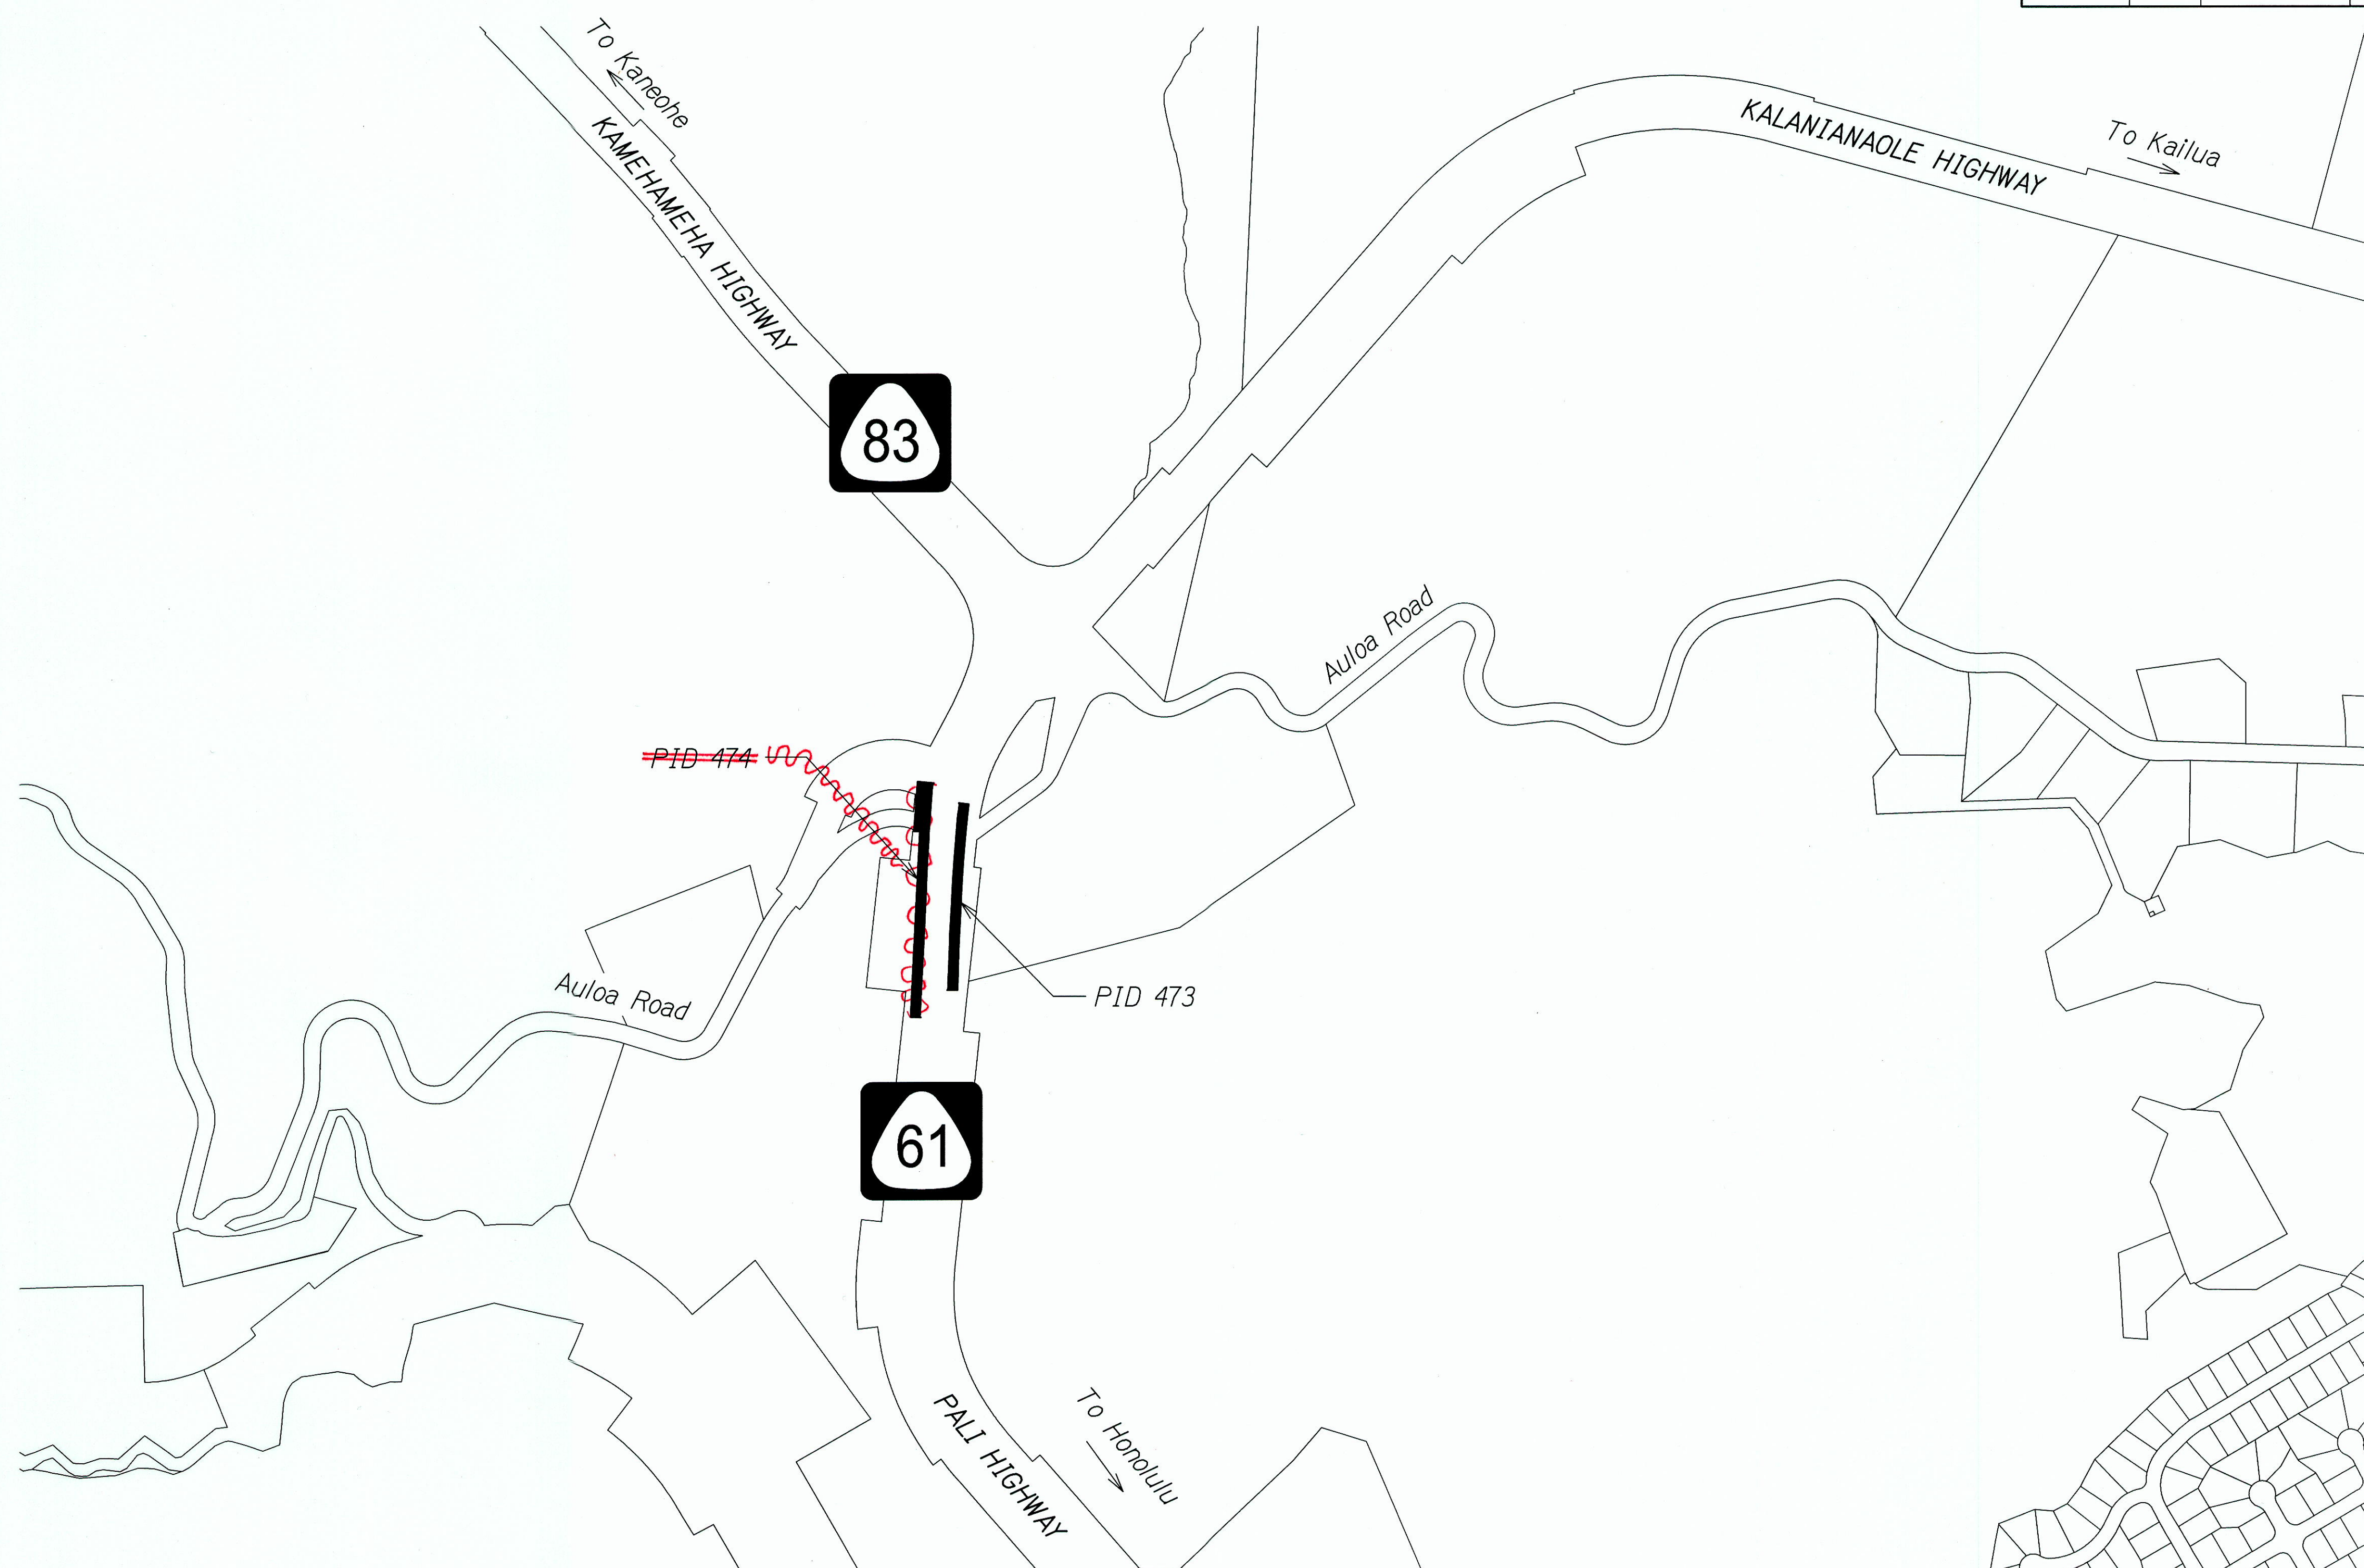 To Kaneohe
KAMEHAMEHA HIGHWAY
KALANIANAOLE HIGHWAY
To Kailua
83
Auloa Road
PID 474
Auloa Road
PID 473
61
PALI HIGHWAY
To Honolulu